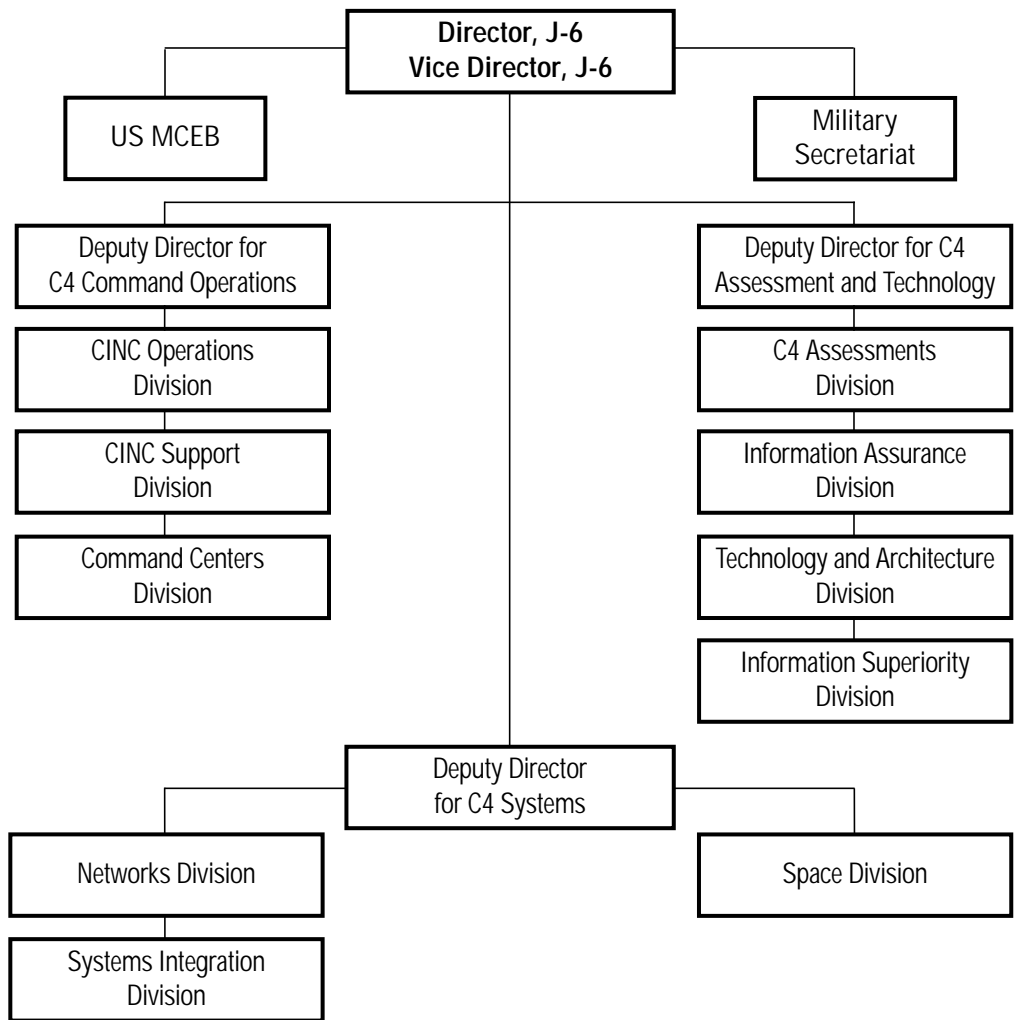 Director, J-6
Vice Director, J-6
US MCEB
Military
Secretariat
Deputy Director for
C4 Command Operations
CINC Operations
Division
CINC Support
Division
Command Centers
Division
Deputy Director for C4
Assessment and Technology
C4 Assessments
Division
Information Assurance
Division
Technology and Architecture
Division
Information Superiority
Division
Deputy Director
for C4 Systems
Networks Division
Systems Integration
Division
Space Division